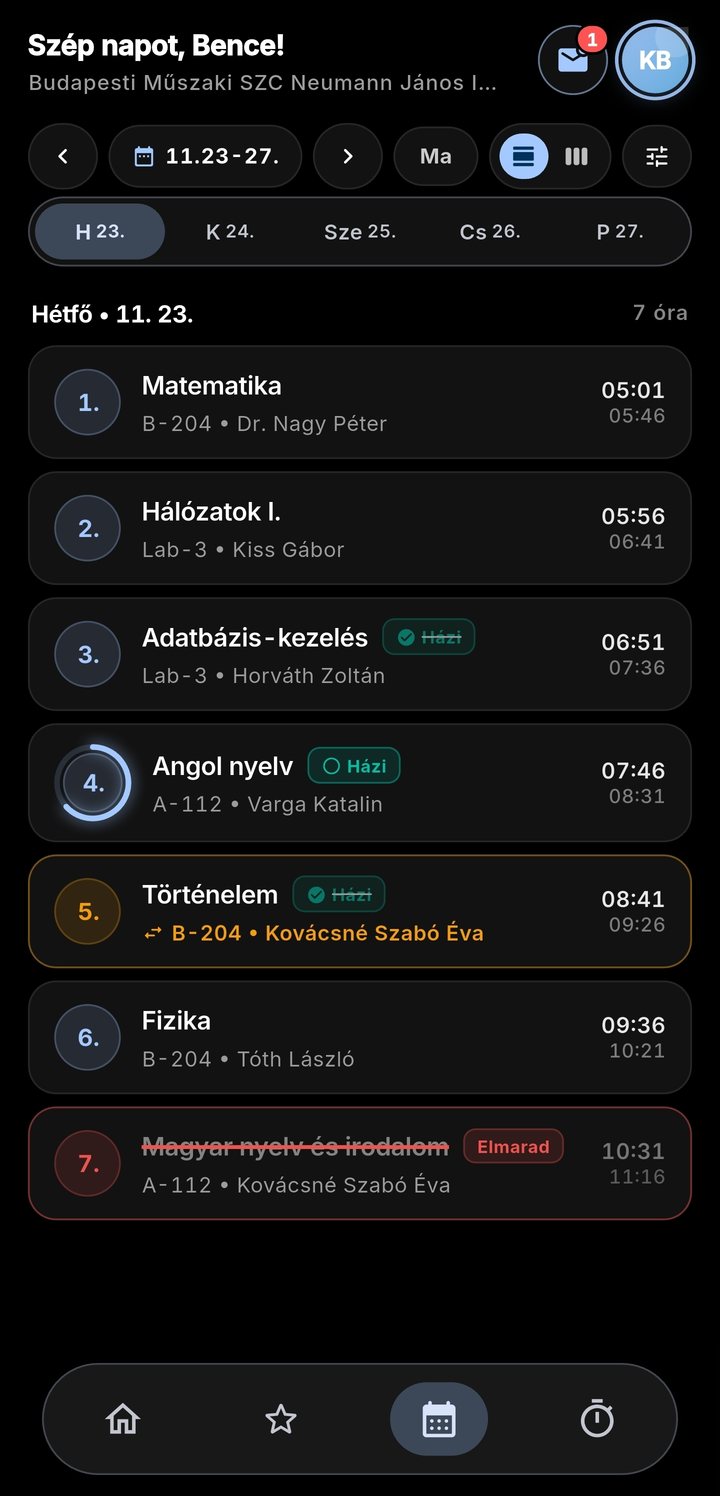 Szép napot, Bence!
Budapesti Műszaki SZC Neumann János I...
1
KB
11.23-27.
Ma
H 23.
K 24.
Sze 25.
Cs 26.
P 27.
Hétfő • 11. 23.
7 óra
1.
Matematika
B-204 • Dr. Nagy Péter
05:01
05:46
2.
Hálózatok I.
Lab-3 • Kiss Gábor
05:56
06:41
3.
Adatbázis-kezelés
Házi
Lab-3 • Horváth Zoltán
06:51
07:36
4.
Angol nyelv
Házi
A-112 • Varga Katalin
07:46
08:31
5.
Történelem
Házi
B-204 • Kovácsné Szabó Éva
08:41
09:26
6.
Fizika
B-204 • Tóth László
09:36
10:21
7.
Magyar nyelv és irodalom
Elmarad
A-112 • Kovácsné Szabó Éva
10:31
11:16